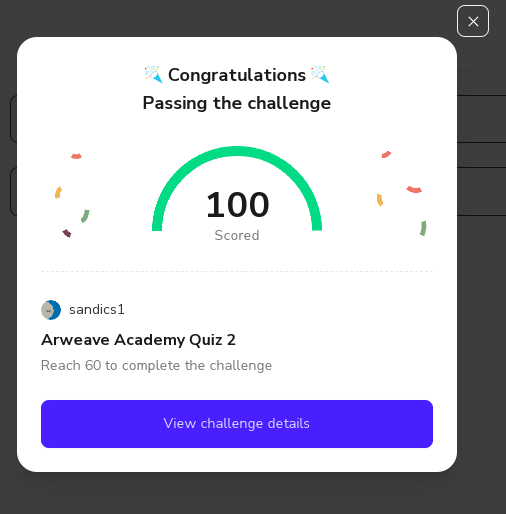 Congratulations
Passing the challenge
100
Scored
sandics1
Arweave Academy Quiz 2
Reach 60 to complete the challenge
View challenge details